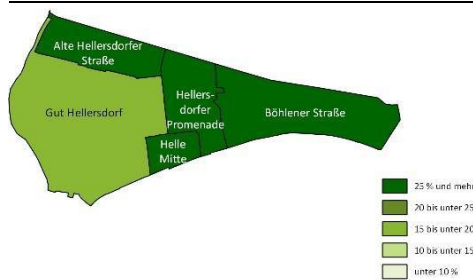 Alte Hellersdorfer
Straße
Gut Hellersdorf
Hellers-
dorfer
Promenade
Böhlener Straße
Helle
Mitte
25 % und mehr
20 bis unter 25
15 bis unter 20
10 bis unter 15
unter 10 %